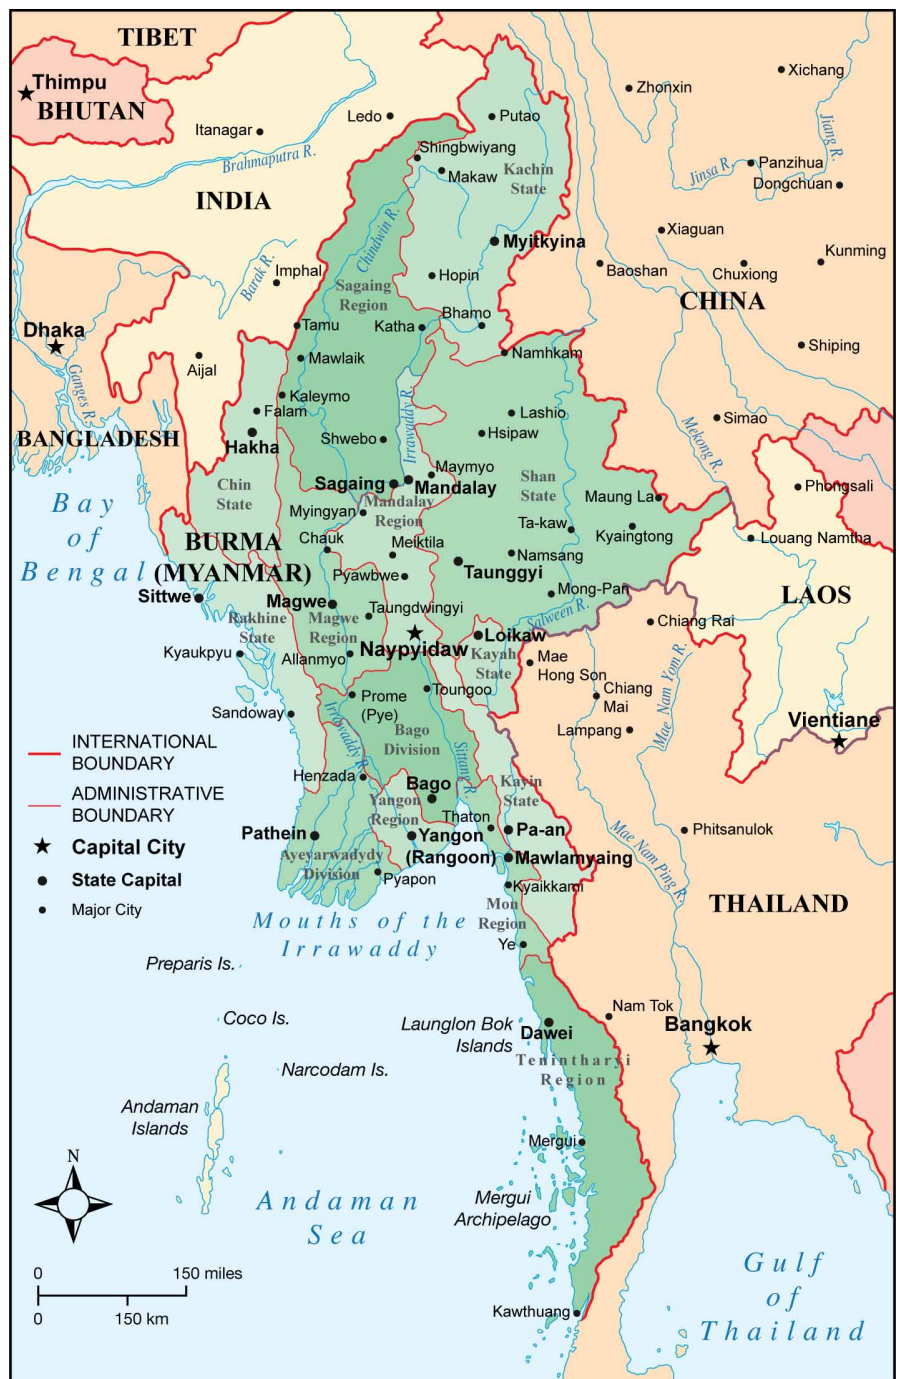 TIBET
Thimpu
BHUTAN
Xichang
Zhonxin
Ledo
Putao
Itanagar
Jiang R.
Shingbwiyang
Brahmaputra R.
Kachin
State
Makaw
Panzihua
Jinsa R.
Dongchuan
INDIA
Chindwin R.
Xiaguan
Myitkyina
Kunming
Barak R.
Imphal
Hopin
Baoshan
Chuxiong
Sagaing
Region
CHINA
Dhaka
Tamu
Katha
Bhamo
Shiping
Aijal
Mawlaik
Namhkam
Ganges R.
Kaleymo
Irrawaddy R.
Falam
Lashio
Mekong R.
Simao
BANGLADESH
Hakha
Shwebo
Hsipaw
Maymyo
Sagaing
Mandalay
Chin
State
Shan
State
Phongsali
Bay
of
Bengal
Mandalay
Region
Maung La
Myingyan
Ta-kaw
Kyaingtong
Chauk
Meiktila
Louang Namtha
BURMA
(MYANMAR)
Namsang
Taunggyi
Pyawbwe
LAOS
Sittwe
Magwe
Mong-Pan
Taungdwingyi
Salween R.
Rakhine
State
Magwe
Region
Chiang Rai
Loikaw
Naypyidaw
Kyaukpyu
Allanmyo
Kayah
State
Mae
Hong Son
Mae Nam Yom R.
Chiang
Mai
Toungoo
Prome
(Pye)
Sandoway
Irrawaddy R.
Vientiane
Lampang
Bago
Division
INTERNATIONAL
BOUNDARY
Sittang R.
Henzada
Bago
Kayin
State
ADMINISTRATIVE
BOUNDARY
Yangon
Region
Thaton
Pathein
Yangon
(Rangoon)
Pa-an
Phitsanulok
Capital City
Ayeyarwadydy
Division
Mawlamyaing
Mae Nam Ping R.
State Capital
Pyapon
Kyaikkami
Major City
Mon
Region
THAILAND
Mouths of the
Irrawaddy
Ye
Preparis Is.
Nam Tok
Coco Is.
Launglon Bok
Islands
Dawei
Bangkok
Narcodam Is.
Tenintharyi
Region
Andaman
Islands
Mergui
N
Andaman
Sea
Mergui
Archipelago
Gulf
of
Thailand
0 150 miles
0 150 km
Kawthuang